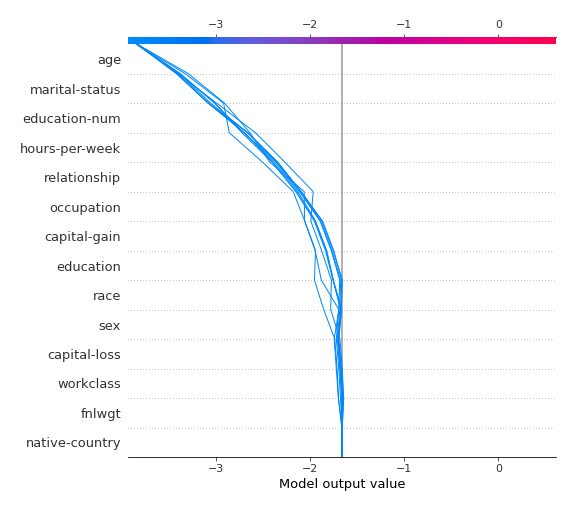 −3 −2 −1 0
age
marital-status
education-num
hours-per-week
relationship
occupation
capital-gain
education
race
sex
capital-loss
workclass
fnlwgt
native-country
−3 −2 −1 0
Model output value